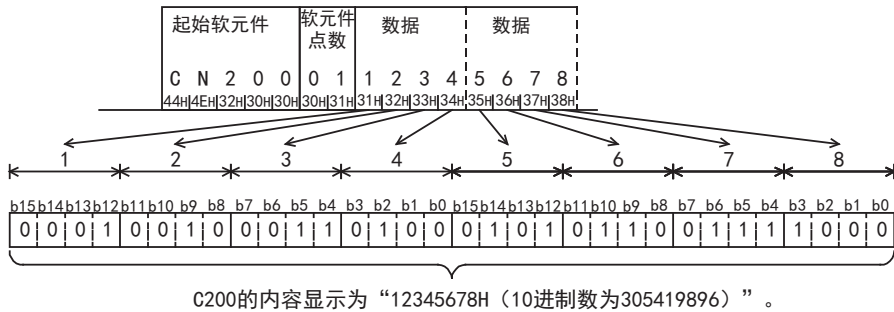 起始软元件 软元件点数 数据 数据
C N 2 0 0 0 1 1 2 3 4 5 6 7 8
44H 4EH 32H 30H 30H 30H 31H 31H 32H 33H 34H 35H 36H 37H 38H
1 2 3 4 5 6 7 8
b15 b14 b13 b12 b11 b10 b9 b8 b7 b6 b5 b4 b3 b2 b1 b0 b15 b14 b13 b12 b11 b10 b9 b8 b7 b6 b5 b4 b3 b2 b1 b0
0 0 0 1 0 0 1 0 0 0 1 1 0 1 0 0 0 1 0 1 0 1 1 0 0 1 1 1 1 0 0 0
C200的内容显示为“12345678H（10进制数为305419896）”。